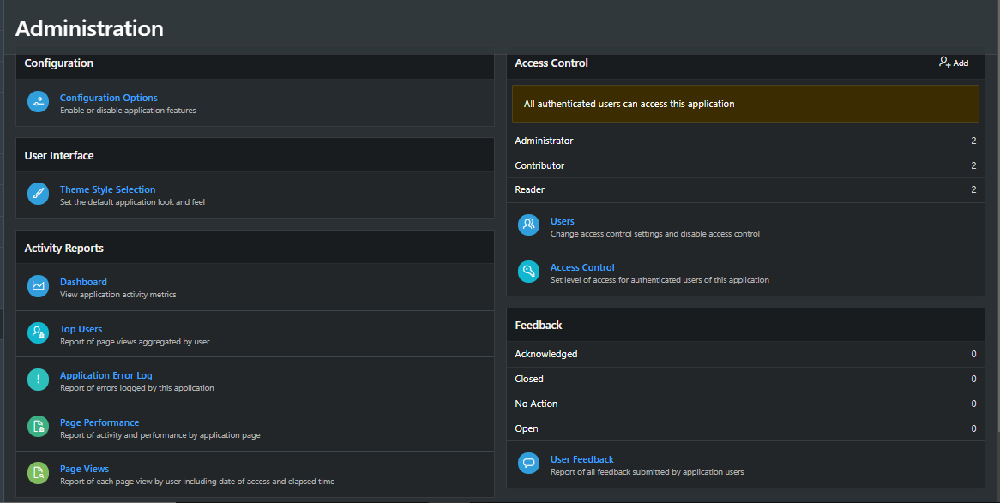 Administration
Configuration
Configuration Options
Enable or disable application features
User Interface
Theme Style Selection
Set the default application look and feel
Activity Reports
Dashboard
View application activity metrics
Top Users
Report of page views aggregated by user
Application Error Log
Report of errors logged by this application
Page Performance
Report of activity and performance by application page
Page Views
Report of each page view by user including date of access and elapsed time
Access Control Add
All authenticated users can access this application
Administrator 2
Contributor 2
Reader 2
Users
Change access control settings and disable access control
Access Control
Set level of access for authenticated users of this application
Feedback
Acknowledged 0
Closed 0
No Action 0
Open 0
User Feedback
Report of all feedback submitted by application users